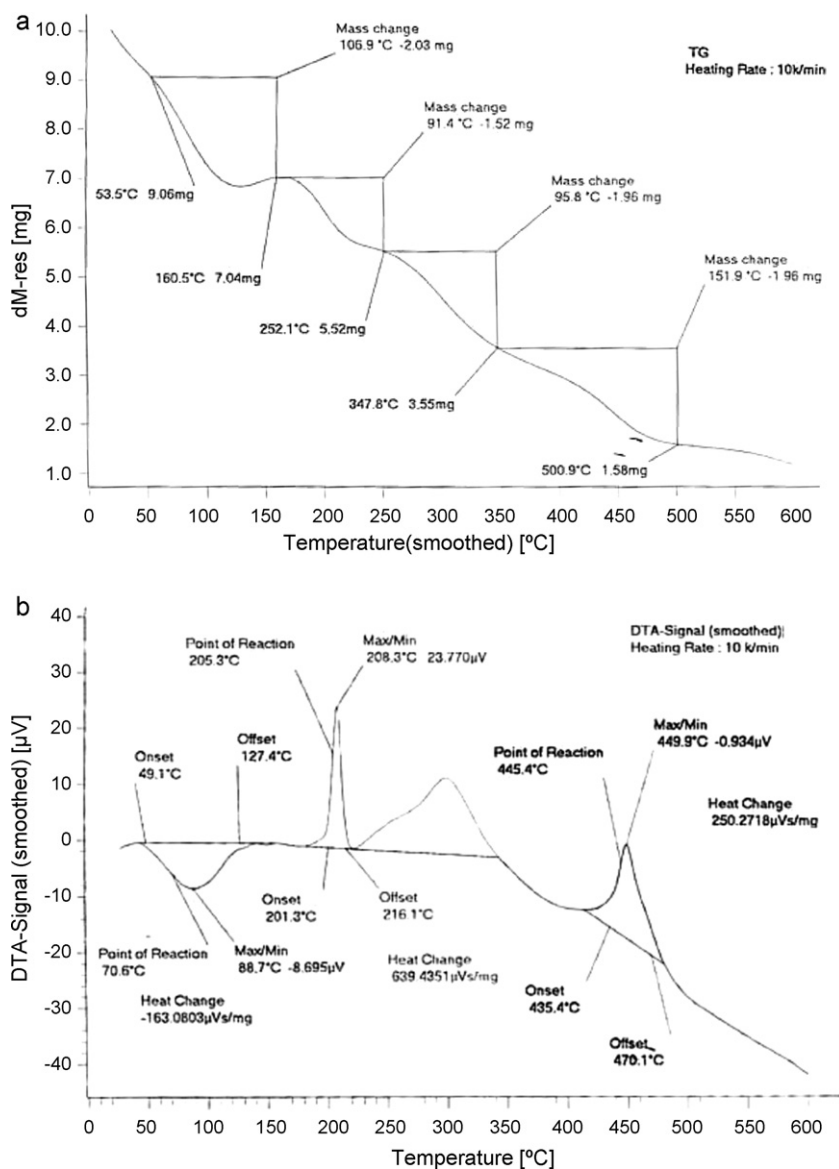 a
10.0
9.0
8.0
7.0
6.0
5.0
4.0
3.0
2.0
1.0
dM-res [mg]
Mass change
106.9 °C -2.03 mg
TG
Heating Rate : 10k/min
Mass change
91.4 °C -1.52 mg
Mass change
95.8 °C -1.96 mg
Mass change
151.9 °C -1.96 mg
53.5°C 9.06mg
160.5°C 7.04mg
252.1°C 5.52mg
347.8°C 3.55mg
500.9°C 1.58mg
0 50 100 150 200 250 300 350 400 450 500 550 600
Temperature(smoothed) [ºC]
b
40
30
20
10
0
-10
-20
-30
-40
DTA-Signal (smoothed) [µV]
DTA-Signal (smoothed)
Heating Rate : 10 k/min
Point of Reaction
205.3°C
Max/Min
208.3°C 23.770µV
Onset
49.1°C
Offset
127.4°C
Point of Reaction
445.4°C
Max/Min
449.9°C -0.934µV
Heat Change
250.2718µVs/mg
Onset
201.3°C
Offset
216.1°C
Point of Reaction
70.6°C
Max/Min
88.7°C -8.695µV
Heat Change
-163.0803µVs/mg
Heat Change
639.4351µVs/mg
Onset
435.4°C
Offset
470.1°C
0 50 100 150 200 250 300 350 400 450 500 550 600
Temperature [ºC]